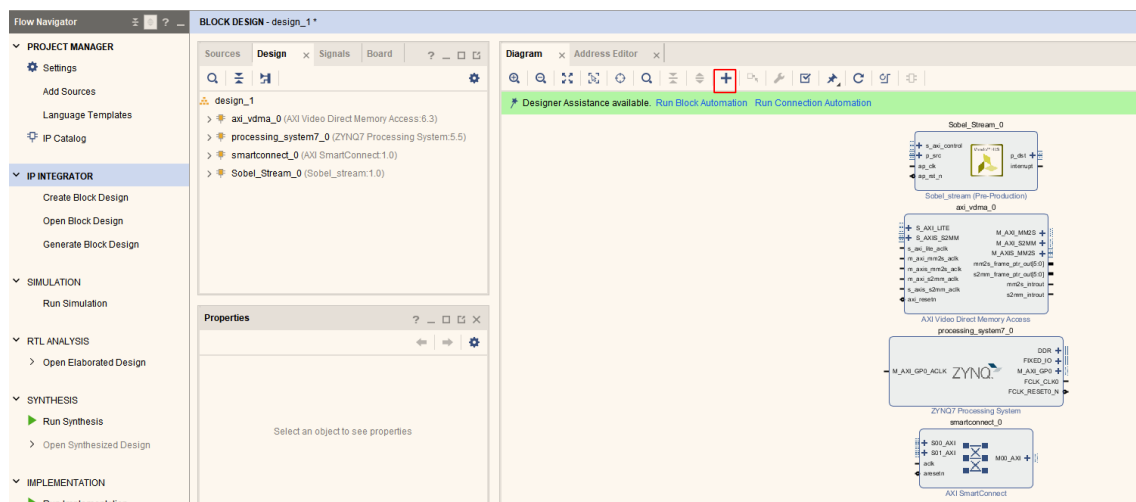 Flow Navigator
?
BLOCK DESIGN - design_1 *
PROJECT MANAGER
Settings
Add Sources
Language Templates
IP Catalog
IP INTEGRATOR
Create Block Design
Open Block Design
Generate Block Design
SIMULATION
Run Simulation
RTL ANALYSIS
Open Elaborated Design
SYNTHESIS
Run Synthesis
Open Synthesized Design
IMPLEMENTATION
Sources Design Signals Board ?
design_1
axi_vdma_0 (AXI Video Direct Memory Access:6.3)
processing_system7_0 (ZYNQ7 Processing System:5.5)
smartconnect_0 (AXI SmartConnect:1.0)
Sobel_Stream_0 (Sobel_stream:1.0)
Properties ?
Select an object to see properties
Diagram Address Editor
Designer Assistance available. Run Block Automation Run Connection Automation
Sobel_Stream_0
s_axi_control
p_src p_dst
ap_clk interrupt
ap_rst_n
Sobel_stream (Pre-Production)
axi_vdma_0
S_AXI_LITE M_AXI_MM2S
S_AXIS_S2MM M_AXI_S2MM
s_axi_lite_aclk M_AXIS_MM2S
m_axi_mm2s_aclk mm2s_frame_ptr_out[5:0]
m_axis_mm2s_aclk s2mm_frame_ptr_out[5:0]
m_axi_s2mm_aclk mm2s_introut
s_axis_s2mm_aclk s2mm_introut
axi_resetn
AXI Video Direct Memory Access
processing_system7_0
DDR
FIXED_IO
M_AXI_GP0_ACLK ZYNQ M_AXI_GP0
FCLK_CLK0
FCLK_RESET0_N
ZYNQ7 Processing System
smartconnect_0
S00_AXI
S01_AXI M00_AXI
aclk
aresetn
AXI SmartConnect